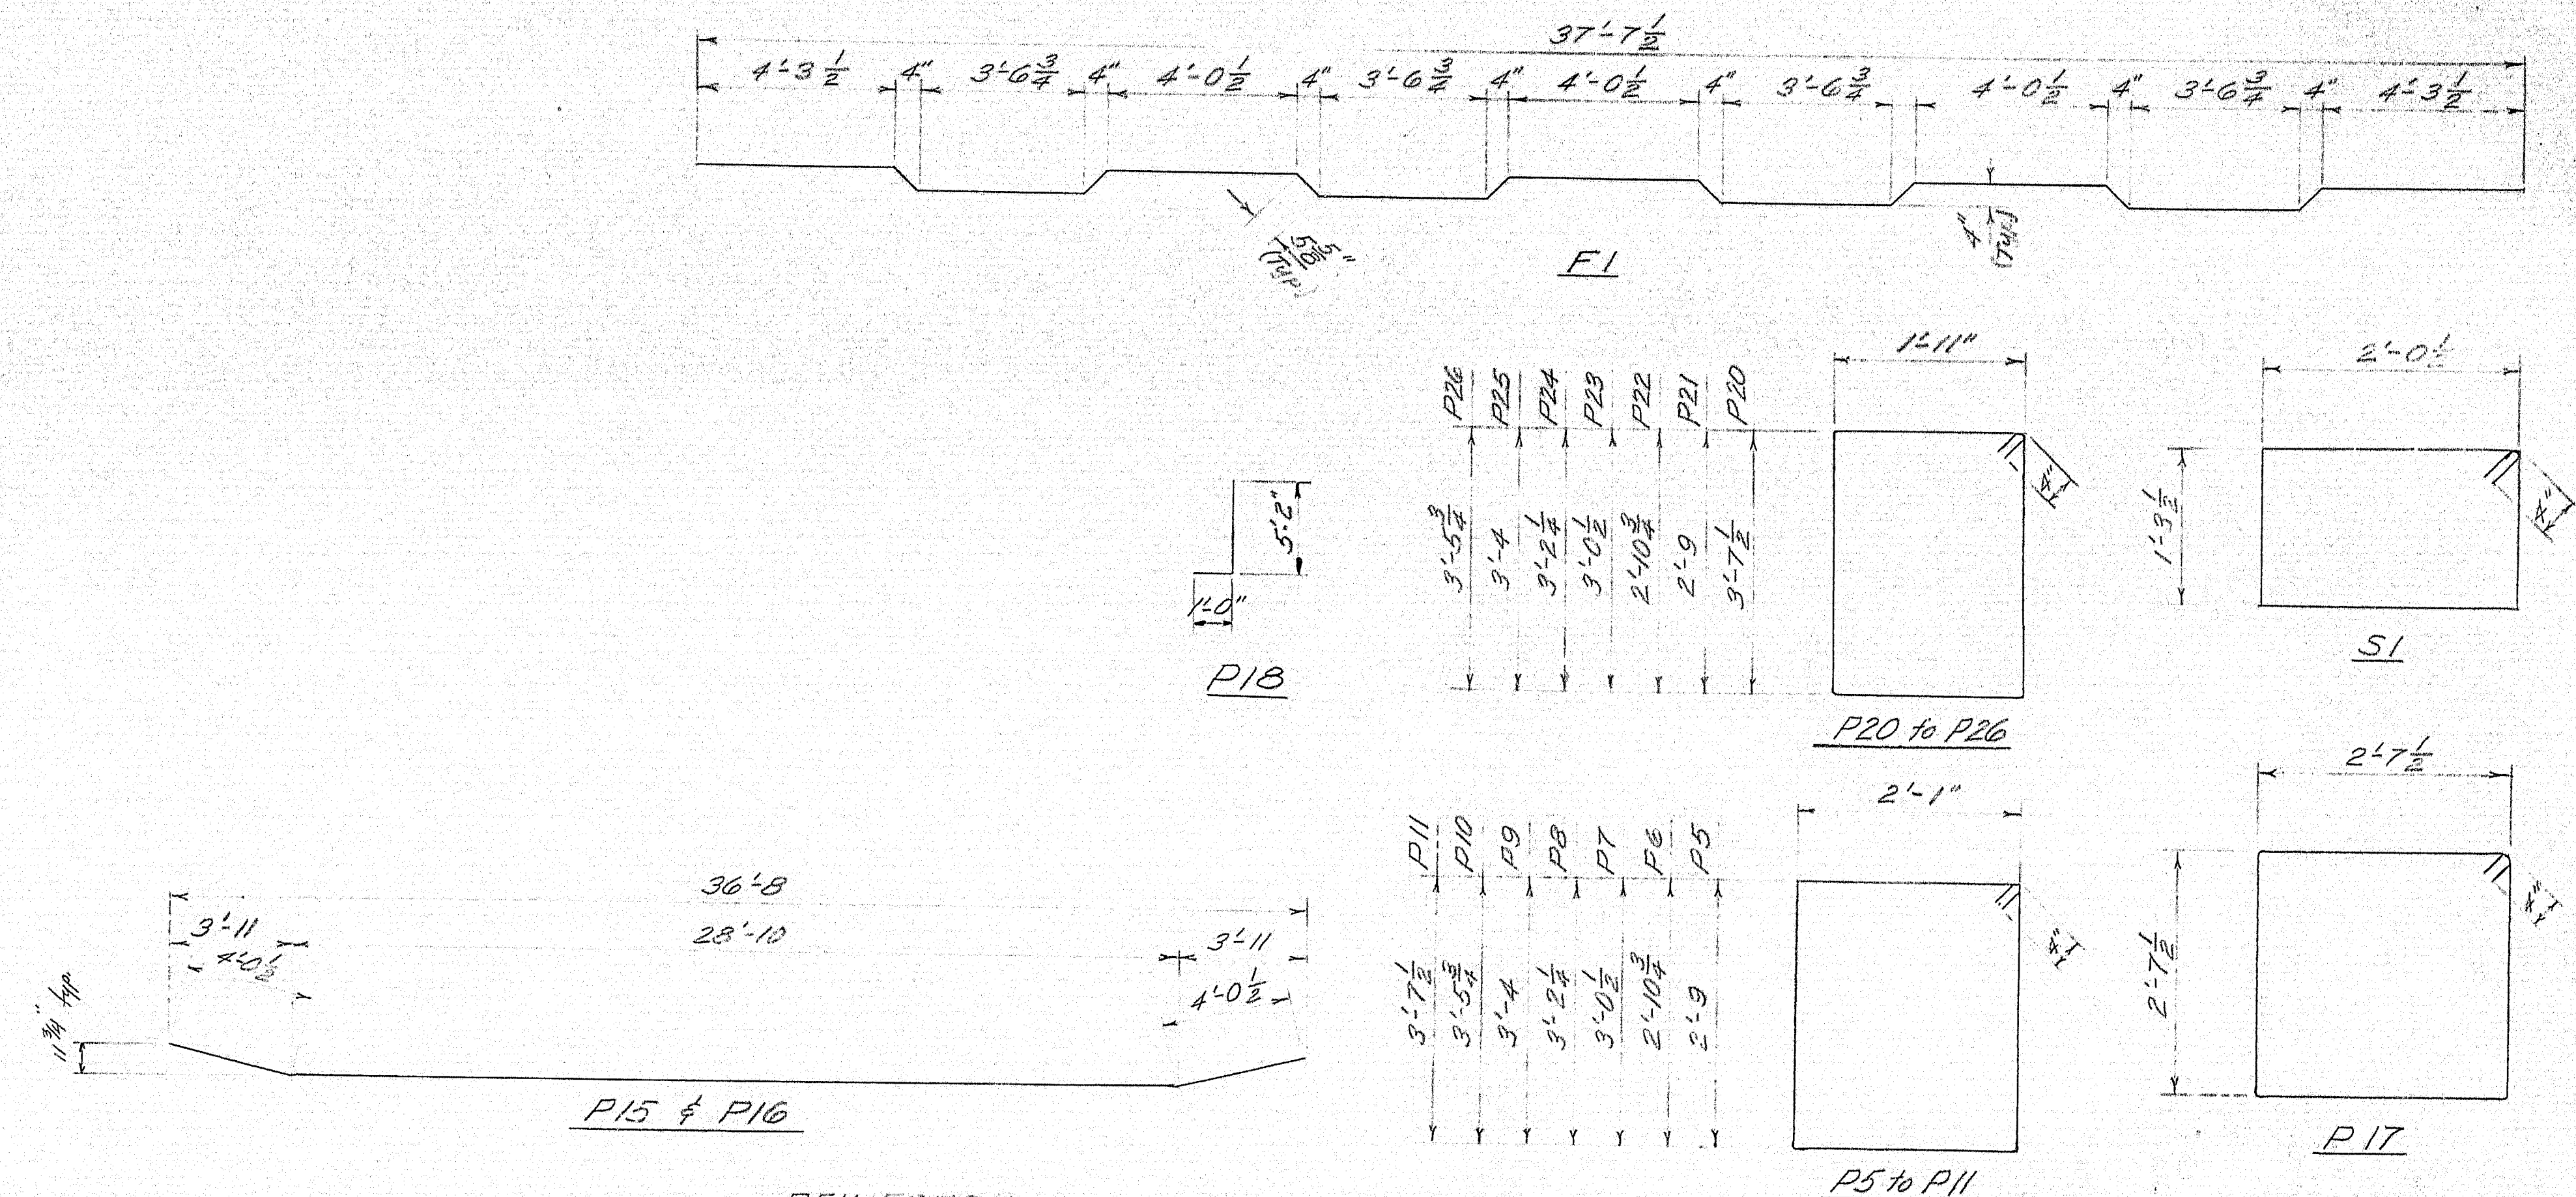 37'-7 1/2
4'-3 1/2 4" 3'-6 3/4 4" 4'-0 1/2 4" 3'-6 3/2 4" 4'-0 1/2 4" 3'-6 3/4 4'-0 1/2 4" 3'-6 3/4 4" 4'-3 1/2
5 5/8" (Typ)
4" (Typ)
F1
5'-2"
1'-0"
P18
P26 P25 P24 P23 P22 P21 P20
3'-5 3/4 3'-4 3'-2 1/4 3'-0 1/2 2'-10 3/4 2'-9 3'-7 1/2
1'-11"
4"
P20 to P26
2'-0 1/2
1'-3 1/2
4"
S1
36'-8
3'-11 28'-10 3'-11
4'-0 1/2 4'-0 1/2
11 3/4" typ.
P15 & P16
P11 P10 P9 P8 P7 P6 P5
3'-7 1/2 3'-5 3/4 3'-4 3'-2 1/4 3'-0 1/2 2'-10 3/4 2'-9
2'-1"
4"
P5 to P11
2'-7 1/2
2'-7 1/2
4"
P17